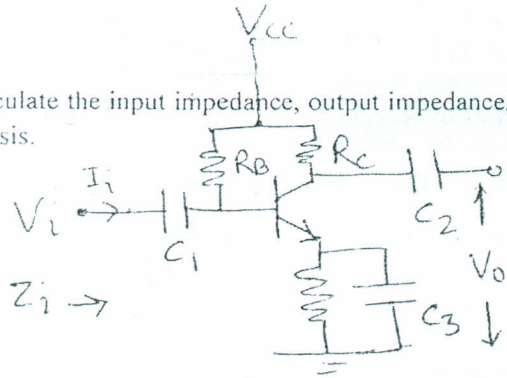 Vcc
culate the input impedance, output impedance,
sis.
RB
Rc
Ii
Vi
C1
C2
Vo
Zi
C3